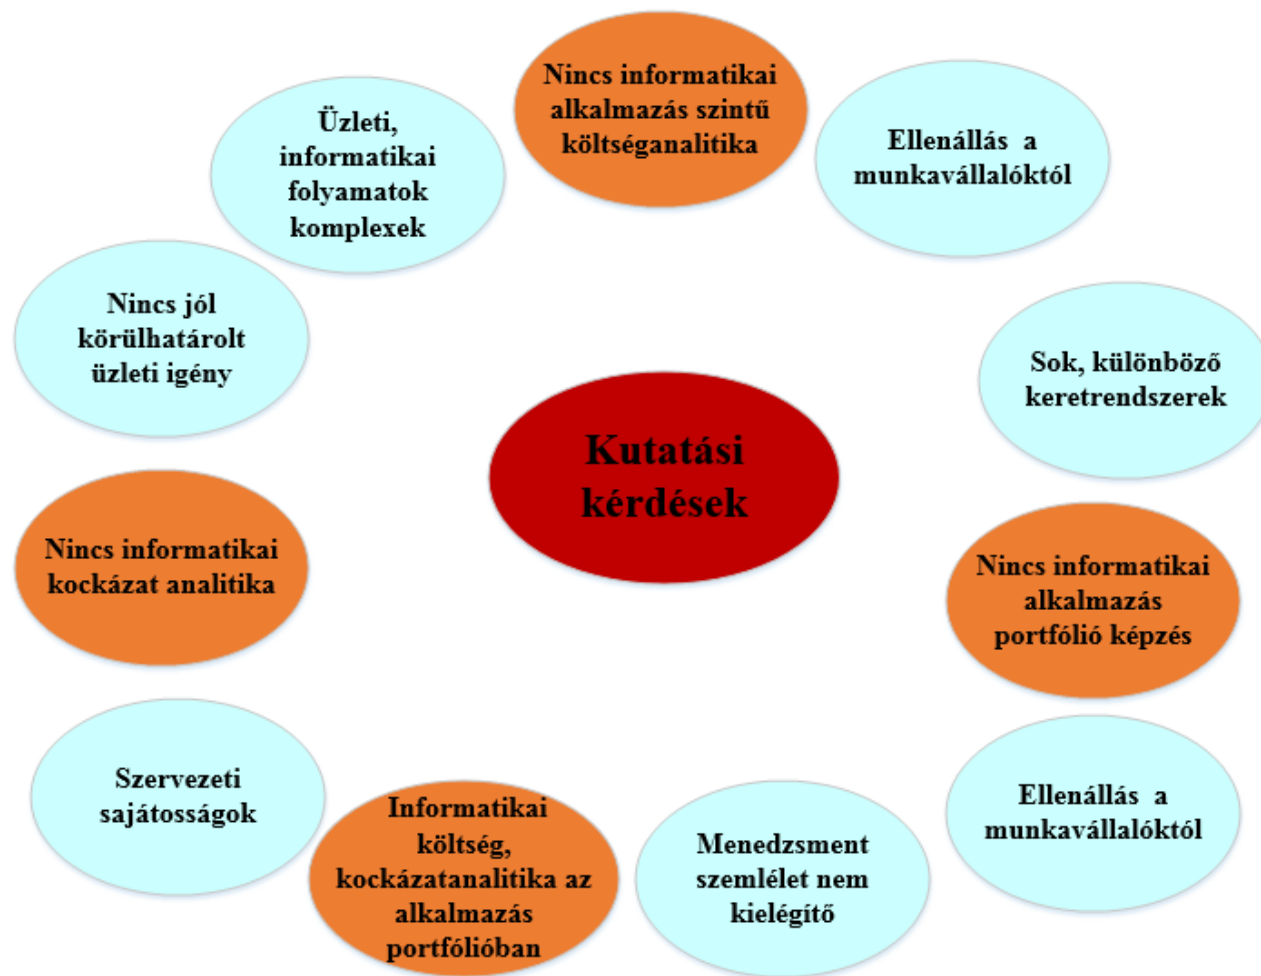 Nincs informatikai
alkalmazás szintű
költséganalitika
Üzleti,
informatikai
folyamatok
komplexek
Ellenállás a
munkavállalóktól
Nincs jól
körülhatárolt
üzleti igény
Sok, különböző
keretrendszerek
Kutatási
kérdések
Nincs informatikai
kockázat analitika
Nincs informatikai
alkalmazás
portfólió képzés
Szervezeti
sajátosságok
Informatikai
költség,
kockázatanalitika az
alkalmazás
portfólióban
Menedzsment
szemlélet nem
kielégítő
Ellenállás a
munkavállalóktól